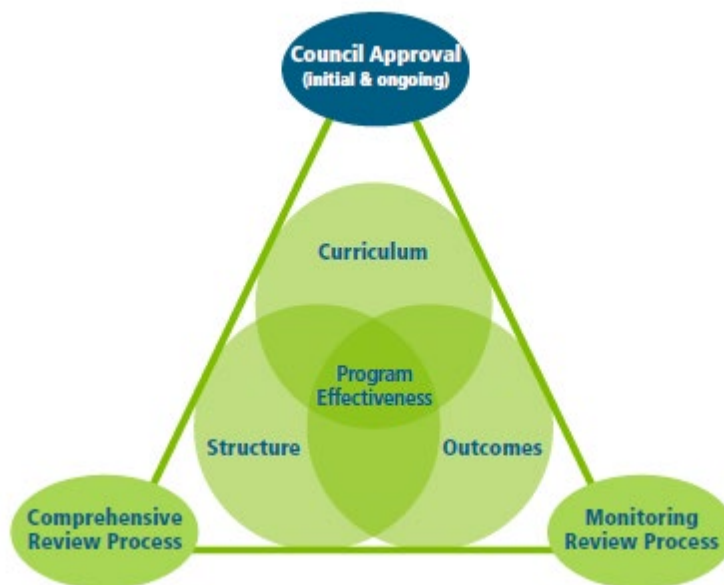 Council Approval
(initial & ongoing)
Curriculum
Program
Effectiveness
Structure
Outcomes
Comprehensive
Review Process
Monitoring
Review Process